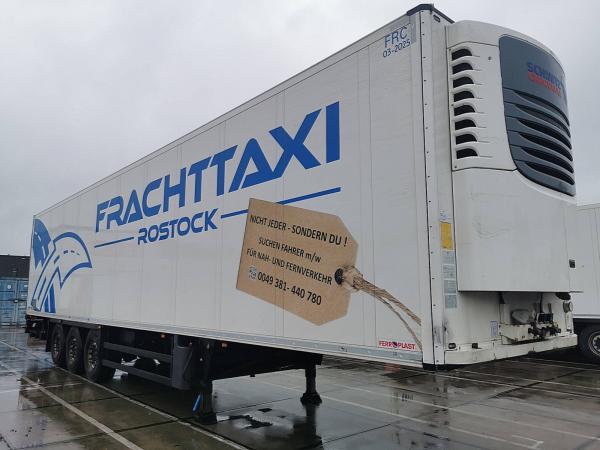 FRC
03-2025
SCHMITZ
FRACHTTAXI
ROSTOCK
NICHT JEDER - SONDERN DU !
SUCHEN FAHRER m/w
FÜR NAH- UND FERNVERKEHR
0049 381- 440 780
FERROPLAST